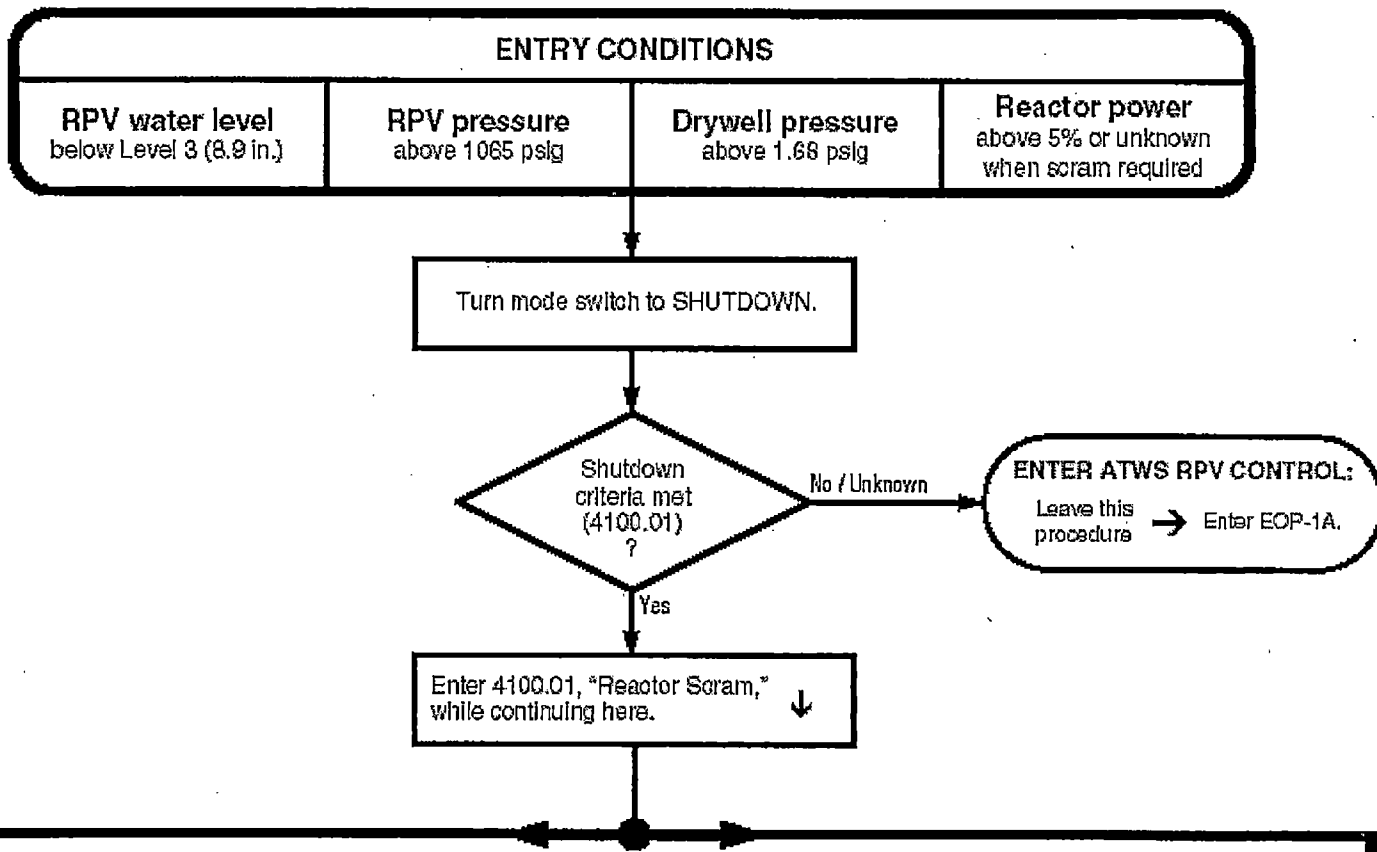 ENTRY CONDITIONS
RPV water level
below Level 3 (8.9 in.)
RPV pressure
above 1065 psig
Drywell pressure
above 1.68 psig
Reactor power
above 5% or unknown
when scram required
Turn mode switch to SHUTDOWN.
Shutdown
criteria met
(4100.01)
?
No / Unknown
ENTER ATWS RPV CONTROL:
Leave this
procedure → Enter EOP-1A.
Yes
Enter 4100.01, "Reactor Scram,"
while continuing here. ↓